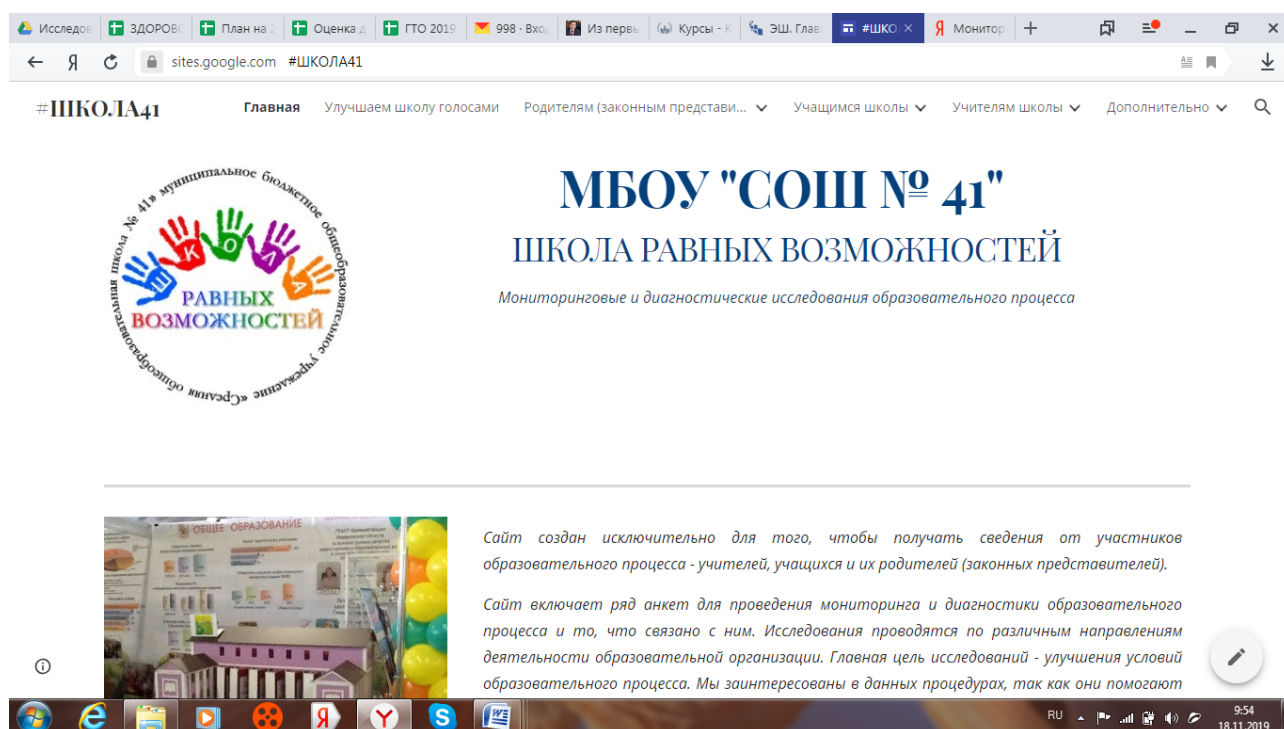 Исследов
ЗДОРОВС
План на 2
Оценка д
ГТО 2019
998 · Вход
Из первы
Курсы - К
ЭШ. Глав
#ШКО
Монитор
sites.google.com #ШКОЛА41
#ШКОЛА41
Главная
Улучшаем школу голосами
Родителям (законным представи...
Учащимся школы
Учителям школы
Дополнительно
муниципальное бюджетное общеобразовательное учреждение «Средняя общеобразовательная школа № 41»
ШКОЛА
РАВНЫХ
ВОЗМОЖНОСТЕЙ
МБОУ "СОШ № 41"
ШКОЛА РАВНЫХ ВОЗМОЖНОСТЕЙ
Мониторинговые и диагностические исследования образовательного процесса
ОБЩЕЕ ОБРАЗОВАНИЕ
Сайт создан исключительно для того, чтобы получать сведения от участников
образовательного процесса - учителей, учащихся и их родителей (законных представителей).
Сайт включает ряд анкет для проведения мониторинга и диагностики образовательного
процесса и то, что связано с ним. Исследования проводятся по различным направлениям
деятельности образовательной организации. Главная цель исследований - улучшения условий
образовательного процесса. Мы заинтересованы в данных процедурах, так как они помогают
RU
9:54
18.11.2019